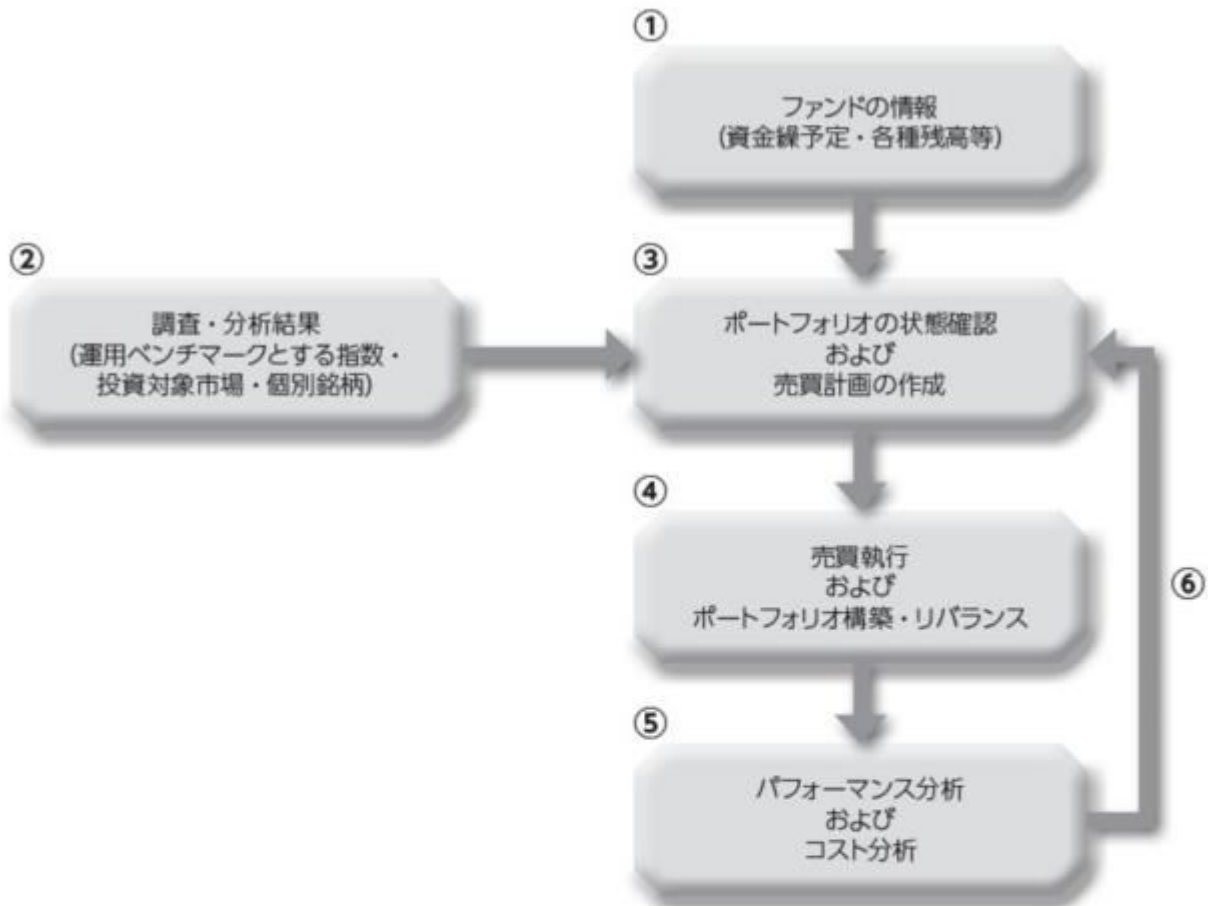 ①
ファンドの情報
(資金繰予定・各種残高等)
②
調査・分析結果
(運用ベンチマークとする指数・
投資対象市場・個別銘柄)
③
ポートフォリオの状態確認
および
売買計画の作成
④
売買執行
および
ポートフォリオ構築・リバランス
⑤
パフォーマンス分析
および
コスト分析
⑥